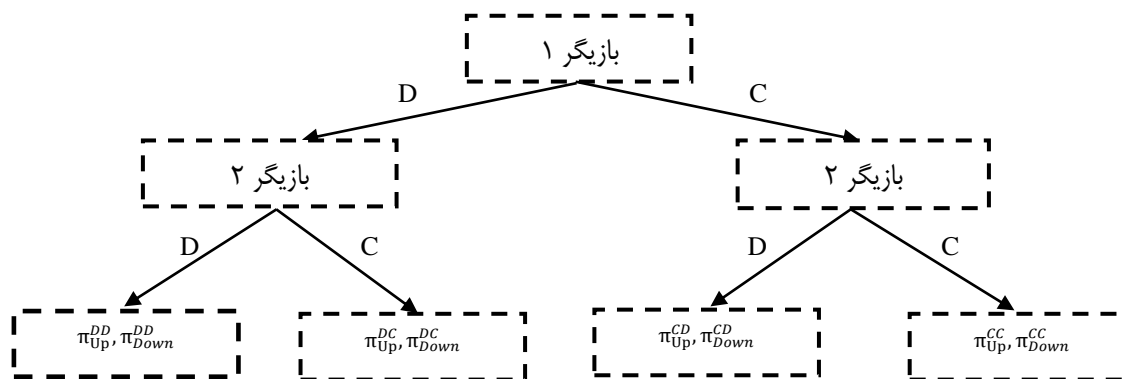 بازیگر ۱
D
C
بازیگر ۲
بازیگر ۲
D
C
D
C
π_Up^DD, π_Down^DD
π_Up^DC, π_Down^DC
π_Up^CD, π_Down^CD
π_Up^CC, π_Down^CC